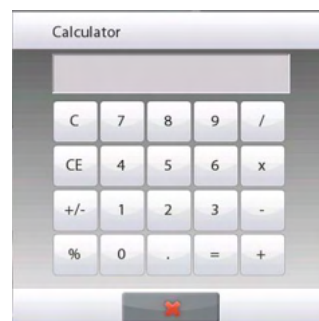 Calculator
C 7 8 9 /
CE 4 5 6 x
+/- 1 2 3 -
% 0 . = +